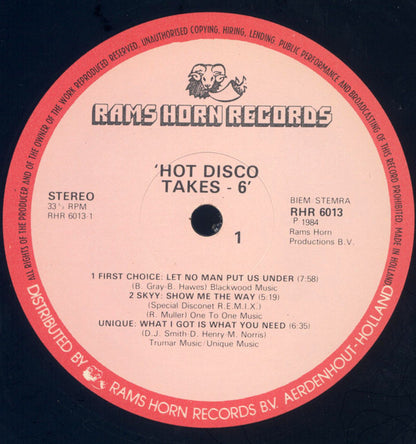 ALL RIGHTS OF THE PRODUCER AND OF THE OWNER OF THE WORK REPRODUCED RESERVED, UNAUTHORISED COPYING, HIRING, LENDING, PUBLIC PERFORMANCE AND BROADCASTING OF THIS RECORD PROHIBITED. MADE IN HOLLAND
RAMS HORN RECORDS
'HOT DISCO
TAKES - 6'
STEREO
33⅓ RPM
RHR 6013-1
BIEM STEMRA
RHR 6013
P 1984
Rams Horn
Productions B.V.
1
1 FIRST CHOICE: LET NO MAN PUT US UNDER (7:58)
(B. Gray-B. Hawes) Blackwood Music
2 SKYY: SHOW ME THE WAY (5:19)
(Special Disconet R.E.M.I.X.)
(R. Muller) One To One Music
UNIQUE: WHAT I GOT IS WHAT YOU NEED (6:35)
(D.J. Smith-D. Henry-M. Norris)
Trumar Music/Unique Music
DISTRIBUTED BY RAMS HORN RECORDS B.V. AERDENHOUT-HOLLAND